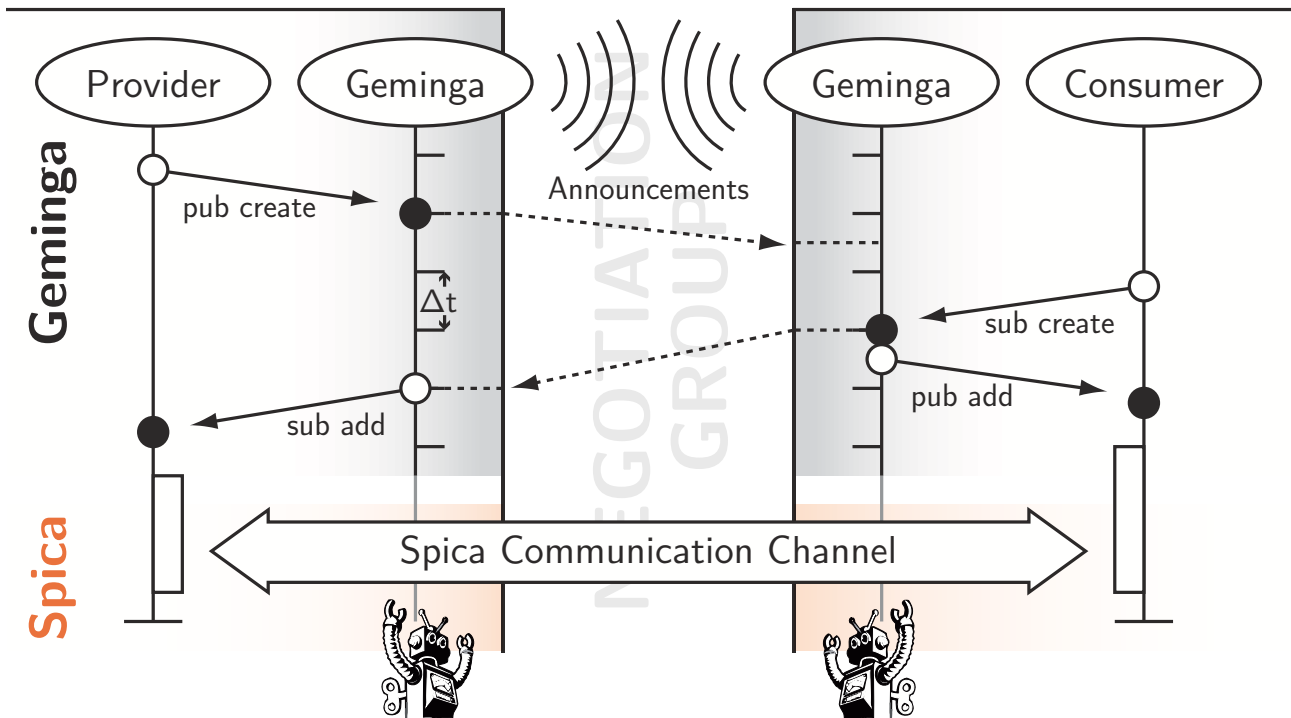 Provider
Geminga
Geminga
Consumer
Geminga
NEGOTIATION
GROUP
Announcements
pub create
Δt
sub create
pub add
sub add
Spica
Spica Communication Channel